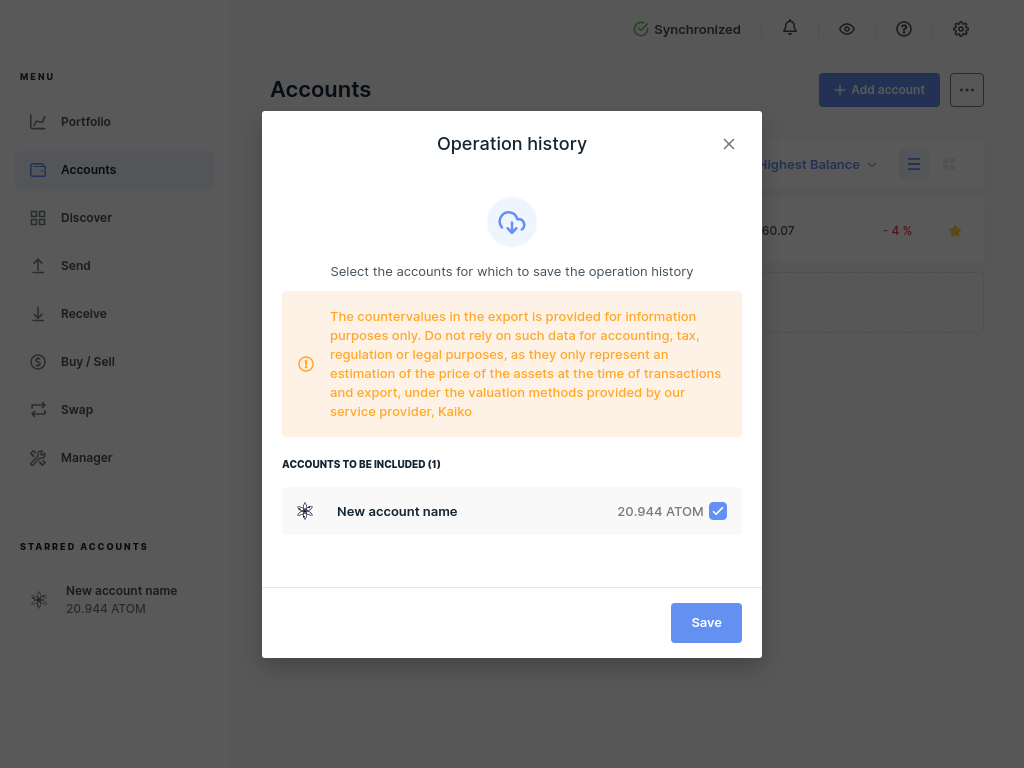 Synchronized
MENU
Portfolio
Accounts
Discover
Send
Receive
Buy / Sell
Swap
Manager
STARRED ACCOUNTS
New account name
20.944 ATOM
Accounts
Add account
Highest Balance
60.07
- 4 %
Operation history
Select the accounts for which to save the operation history
The countervalues in the export is provided for information
purposes only. Do not rely on such data for accounting, tax,
regulation or legal purposes, as they only represent an
estimation of the price of the assets at the time of transactions
and export, under the valuation methods provided by our
service provider, Kaiko
ACCOUNTS TO BE INCLUDED (1)
New account name
20.944 ATOM
Save